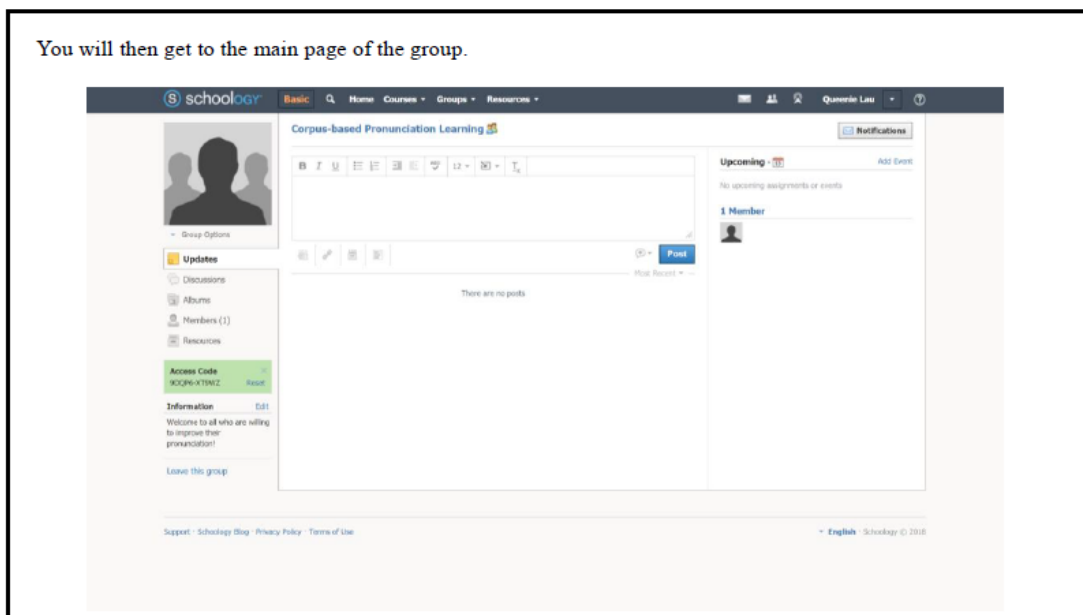 You will then get to the main page of the group.
schoology Basic Home Courses Groups Resources Queenie Lau
Corpus-based Pronunciation Learning
Notifications
B I U 12
Upcoming
Add Event
No upcoming assignments or events
1 Member
Group Options
Updates
Discussions
Albums
Members (1)
Resources
Post
Most Recent
There are no posts
Access Code
Reset
Information Edit
Welcome to all who are willing
to improve their
pronunciation!
Leave this group
Support · Schoology Blog · Privacy Policy · Terms of Use
English · Schoology © 2018